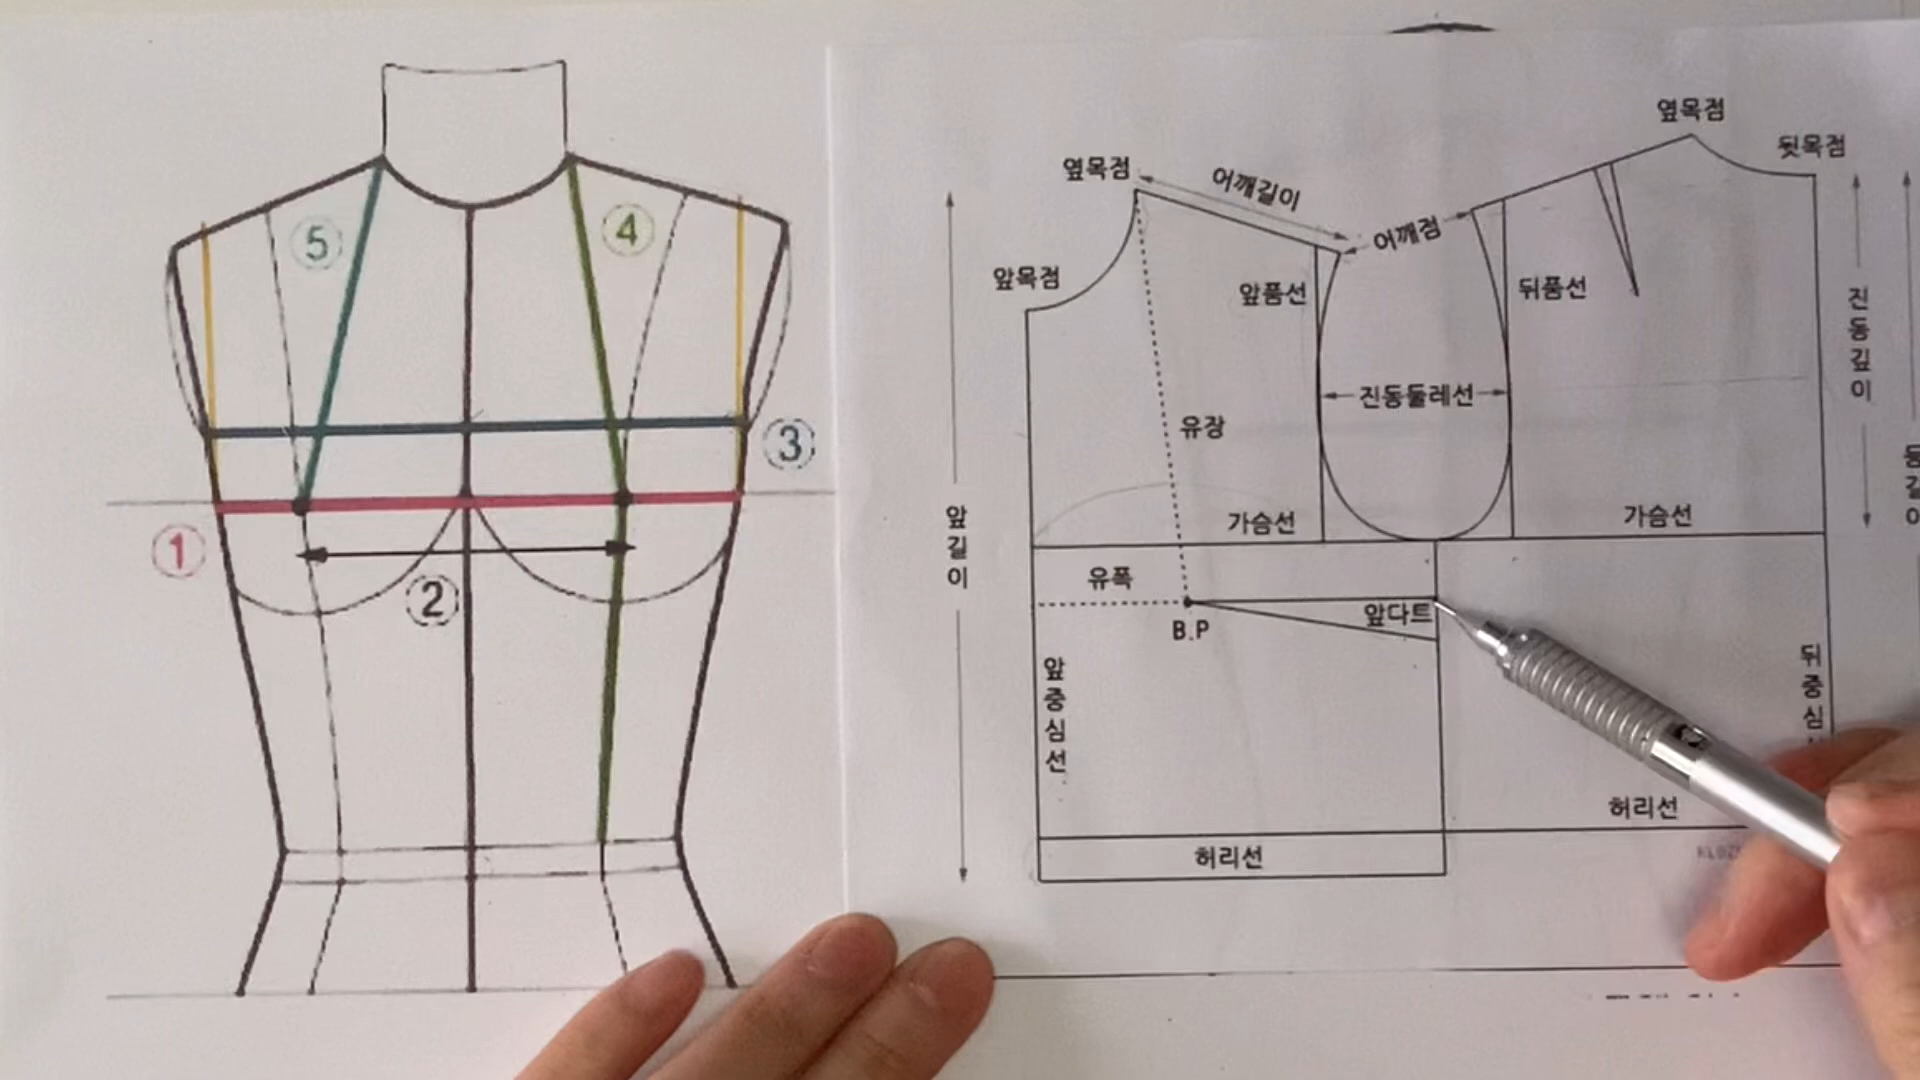 ⑤
④
③
①
②
옆목점
뒷목점
옆목점
어깨길이
어깨점
앞목점
앞품선
뒤품선
진동깊이
진동둘레선
유장
앞길이
가슴선
가슴선
유폭
앞다트
B.P
앞중심선
뒤중심
허리선
허리선